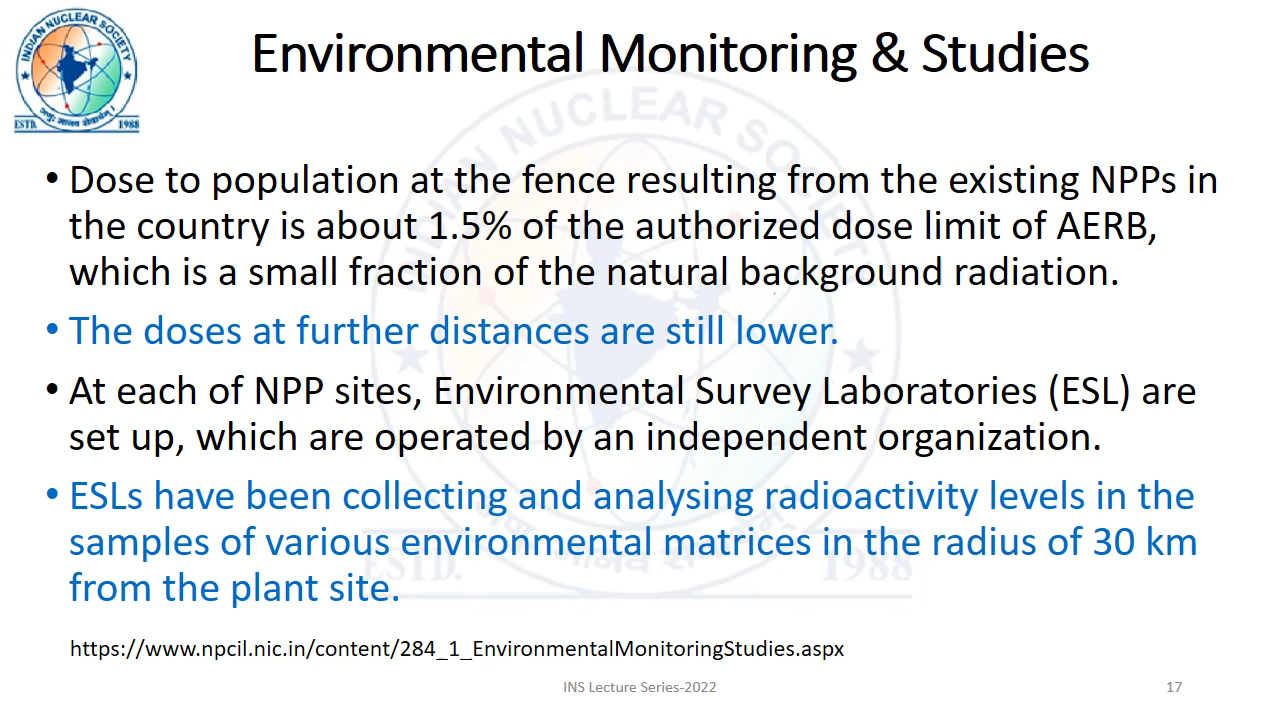 INDIAN NUCLEAR SOCIETY
ESTD. 1988
Environmental Monitoring & Studies
• Dose to population at the fence resulting from the existing NPPs in
the country is about 1.5% of the authorized dose limit of AERB,
which is a small fraction of the natural background radiation.
• The doses at further distances are still lower.
• At each of NPP sites, Environmental Survey Laboratories (ESL) are
set up, which are operated by an independent organization.
• ESLs have been collecting and analysing radioactivity levels in the
samples of various environmental matrices in the radius of 30 km
from the plant site.
https://www.npcil.nic.in/content/284_1_EnvironmentalMonitoringStudies.aspx
INS Lecture Series-2022
17
INDIAN NUCLEAR SOCIETY
ESTD. 1988